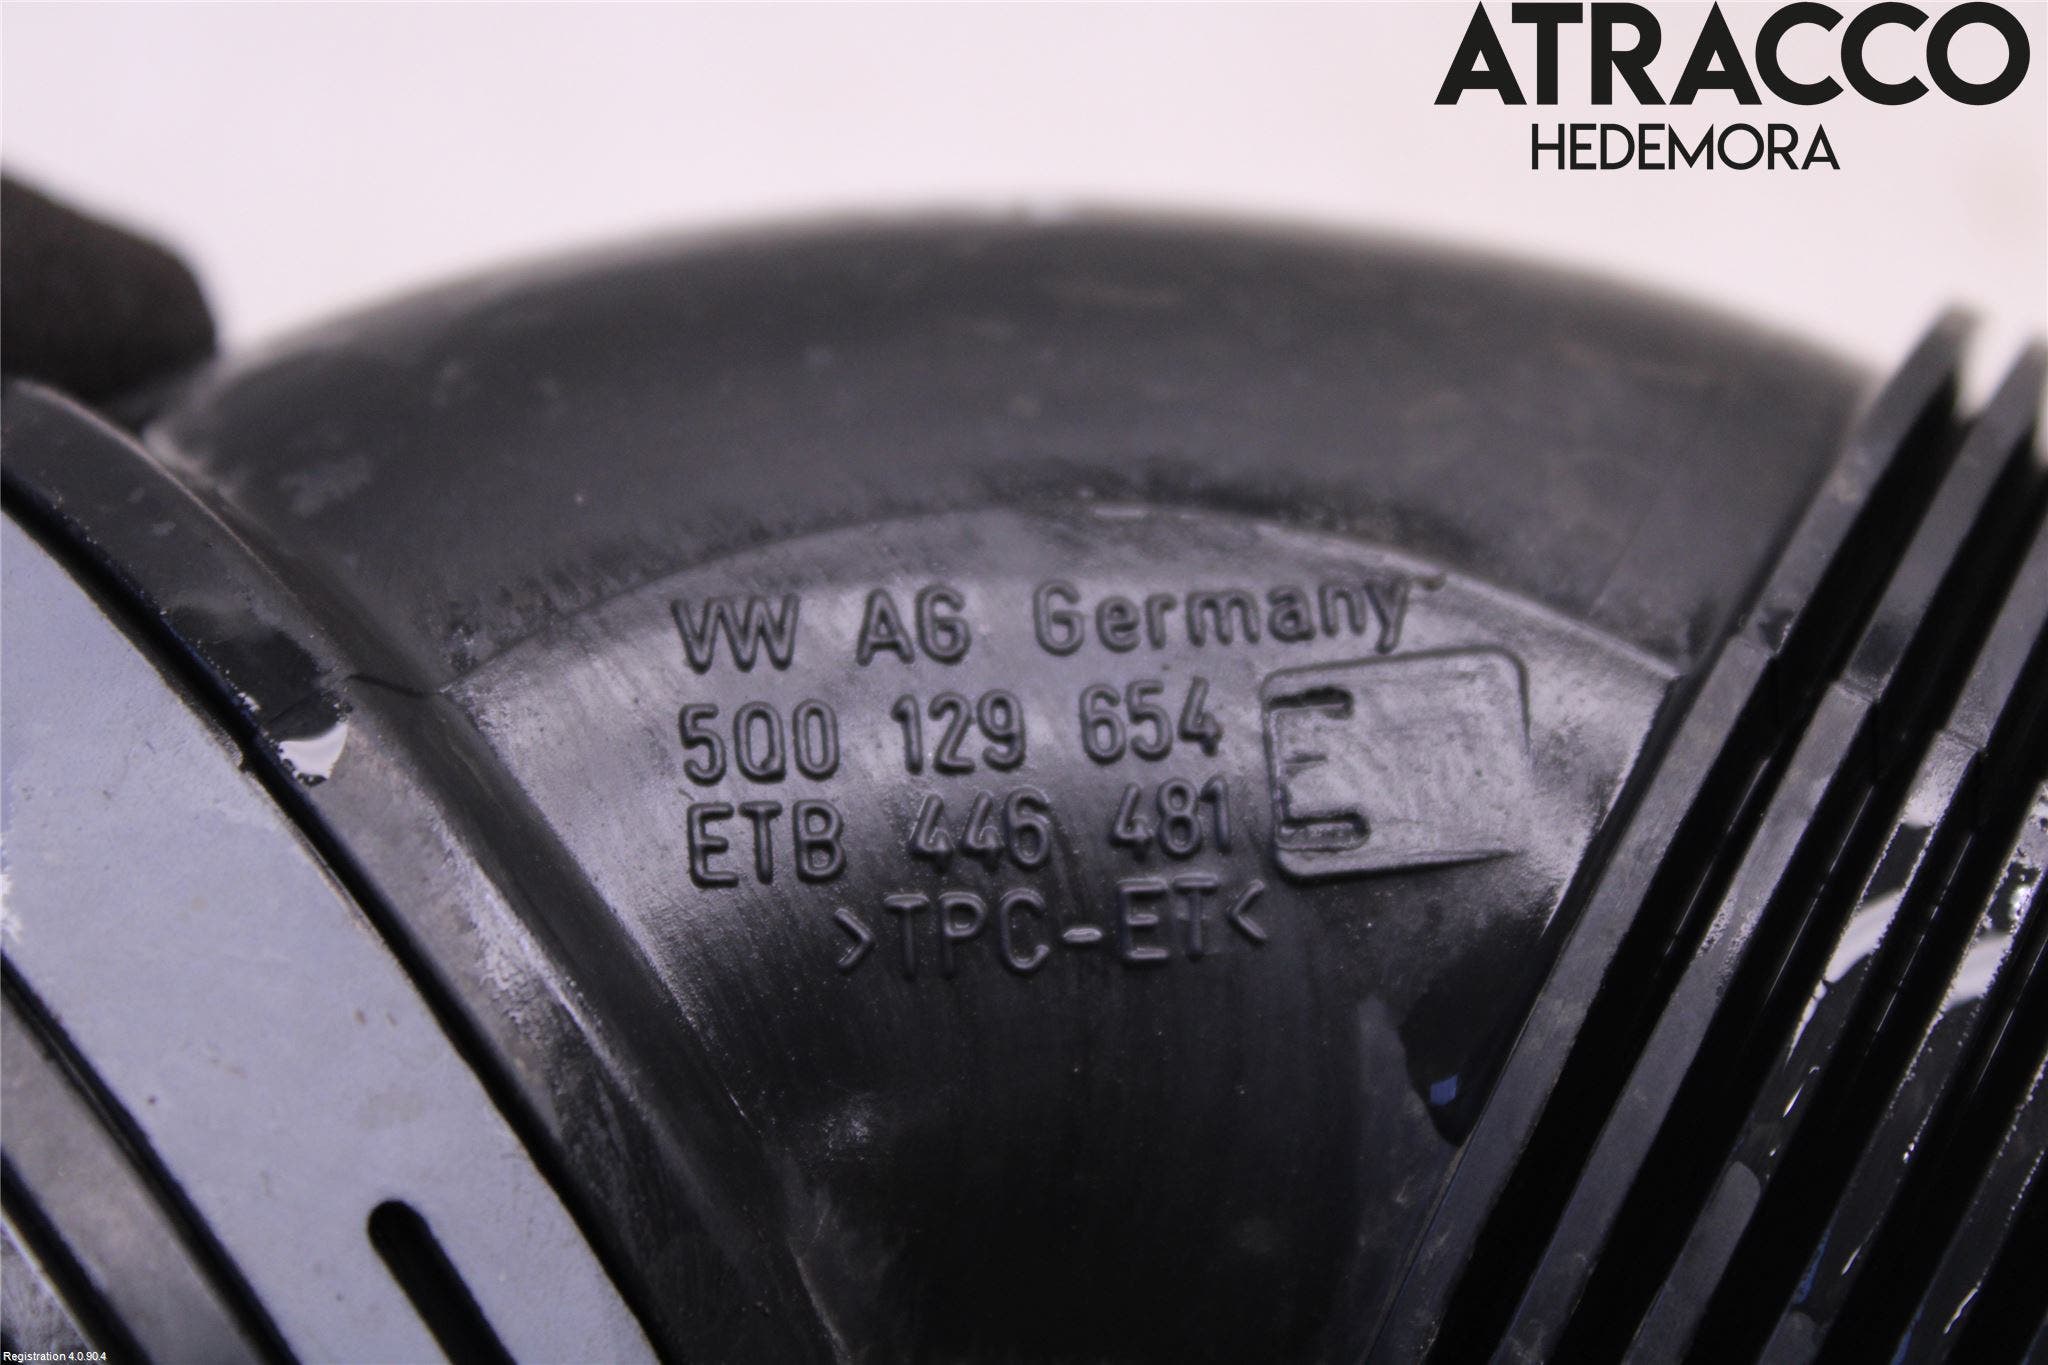 ATRACCO
HEDEMORA
VW AG Germany
5Q0 129 654 E
ETB 446 481
>TPC-ET<
Registration 4.0.90.4